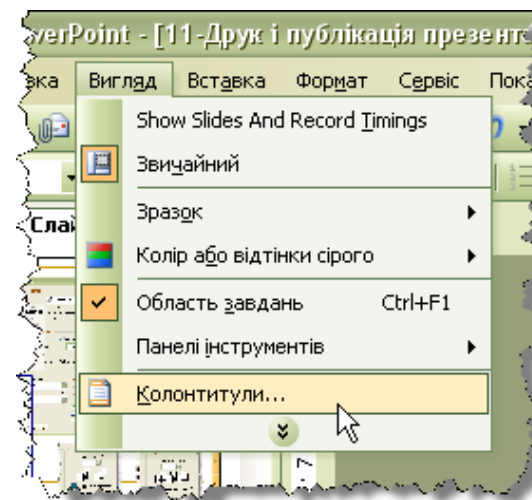 verPoint - [11-Друк і публікація презента
вка Вигляд Вставка Формат Сервіс Пока
Show Slides And Record Timings
Звичайний
Слай
Зразок
Колір або відтінки сірого
Область завдань Ctrl+F1
Панелі інструментів
Колонтитули...